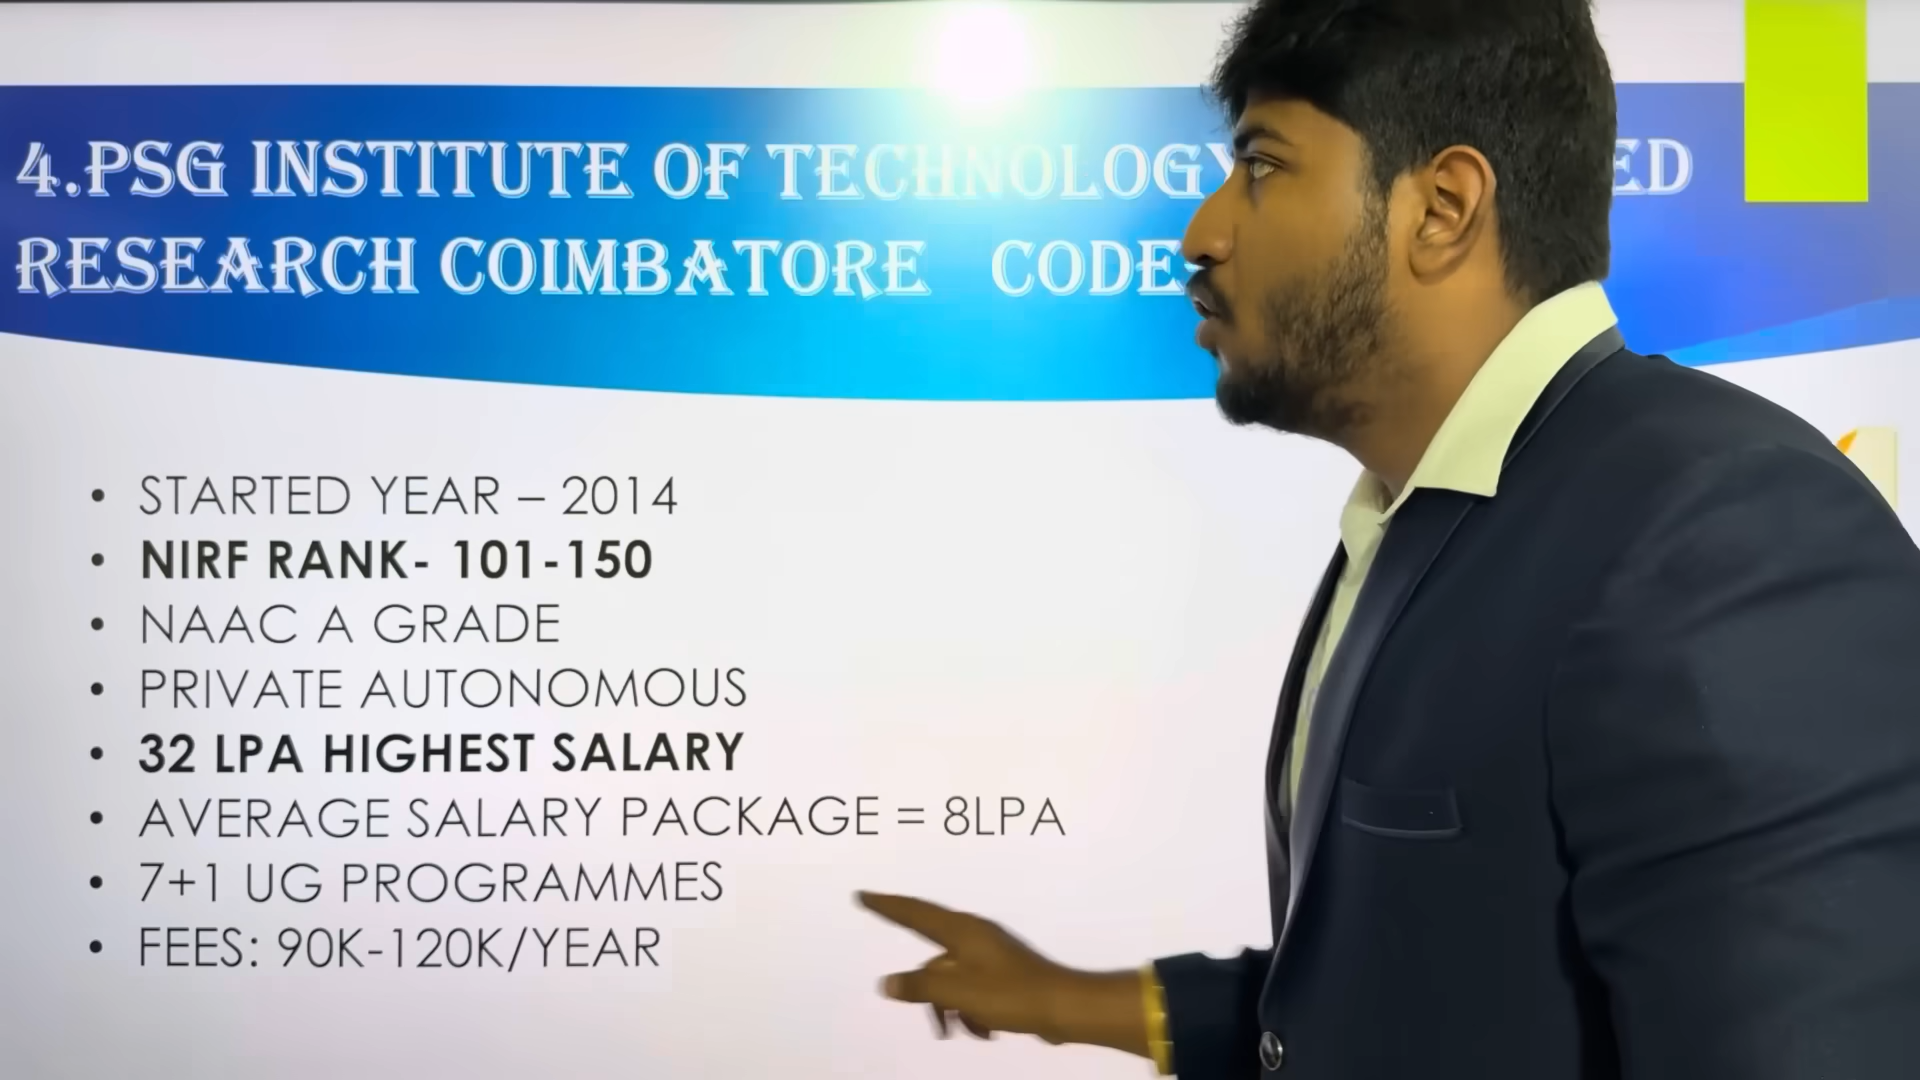 4.PSG INSTITUTE OF TECHNOLOGY
RESEARCH COIMBATORE CODE
• STARTED YEAR – 2014
• NIRF RANK- 101-150
• NAAC A GRADE
• PRIVATE AUTONOMOUS
• 32 LPA HIGHEST SALARY
• AVERAGE SALARY PACKAGE = 8LPA
• 7+1 UG PROGRAMMES
• FEES: 90K-120K/YEAR